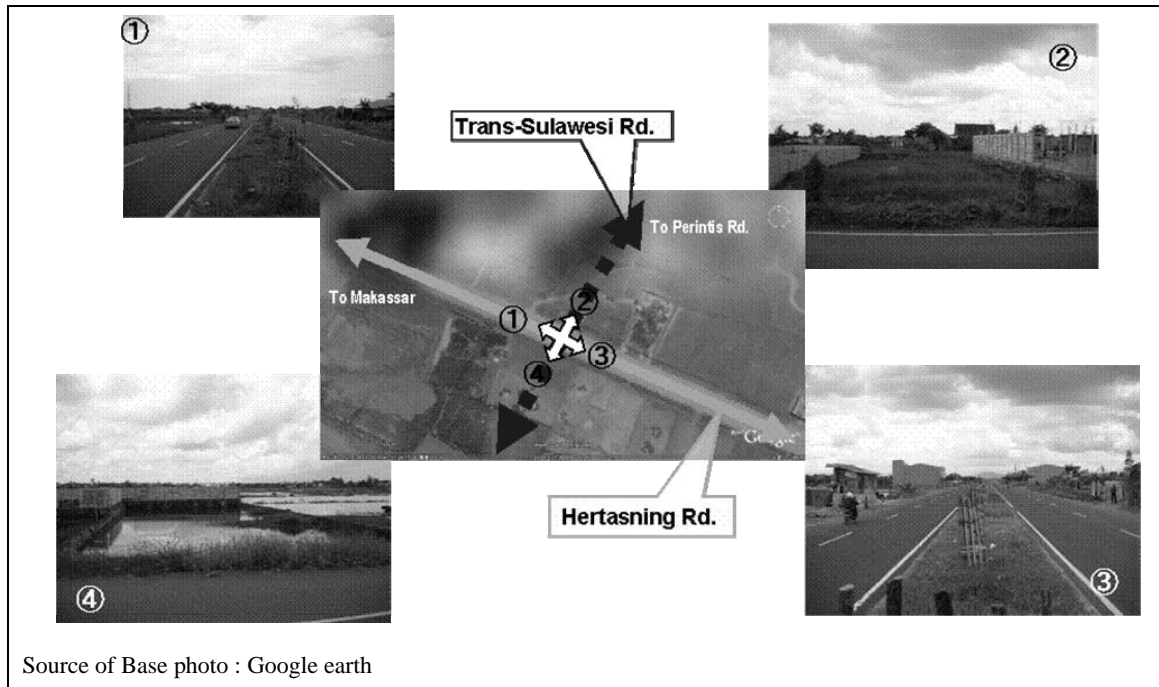 ①
②
Trans-Sulawesi Rd.
To Perintis Rd.
To Makassar
②
①
③
④
Google
Hertasning Rd.
④
③
Source of Base photo : Google earth